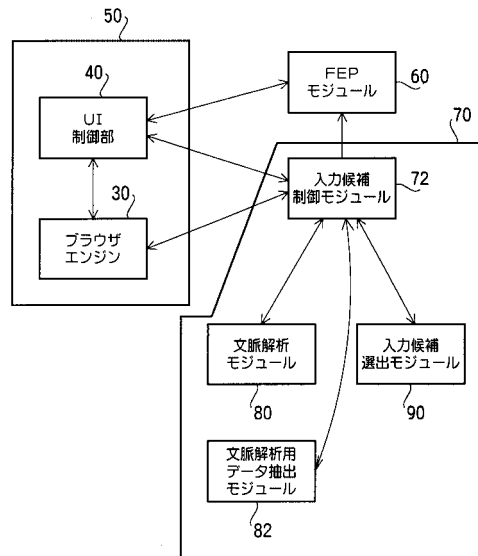 50
40
UI
制御部
30
ブラウザ
エンジン
FEP
モジュール
60
70
入力候補
制御モジュール
72
文脈解析
モジュール
80
入力候補
選出モジュール
90
文脈解析用
データ抽出
モジュール
82